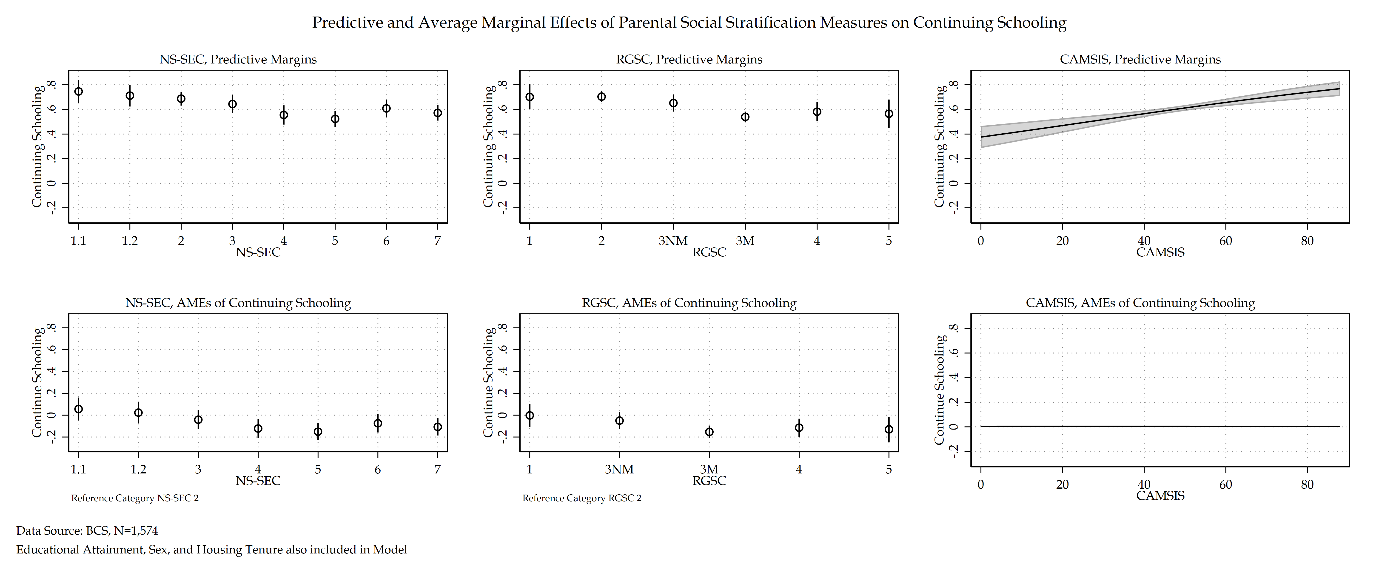 Predictive and Average Marginal Effects of Parental Social Stratification Measures on Continuing Schooling
NS-SEC, Predictive Margins
Continuing Schooling
.8
.6
.4
.2
0
-.2
1.1 1.2 2 3 4 5 6 7
NS-SEC
RGSC, Predictive Margins
Continuing Schooling
.8
.6
.4
.2
0
-.2
1 2 3NM 3M 4 5
RGSC
CAMSIS, Predictive Margins
Continuing Schooling
.8
.6
.4
.2
0
-.2
0 20 40 60 80
CAMSIS
NS-SEC, AMEs of Continuing Schooling
Continue Schooling
.8
.6
.4
.2
0
-.2
1.1 1.2 3 4 5 6 7
NS-SEC
Reference Category NS-SEC 2
RGSC, AMEs of Continuing Schooling
Continue Schooling
.8
.6
.4
.2
0
-.2
1 3NM 3M 4 5
RGSC
Reference Category RGSC 2
CAMSIS, AMEs of Continuing Schooling
Continue Schooling
.8
.6
.4
.2
0
-.2
0 20 40 60 80
CAMSIS
Data Source: BCS, N=1,574
Educational Attainment, Sex, and Housing Tenure also included in Model